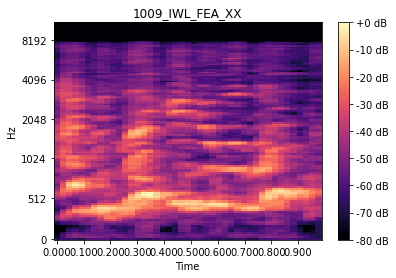 1009_IWL_FEA_XX
+0 dB
8192
-10 dB
4096
-20 dB
-30 dB
2048
Hz
-40 dB
1024
-50 dB
512
-60 dB
-70 dB
0
-80 dB
0.0000.1000.2000.3000.4000.5000.6000.7000.8000.900
Time